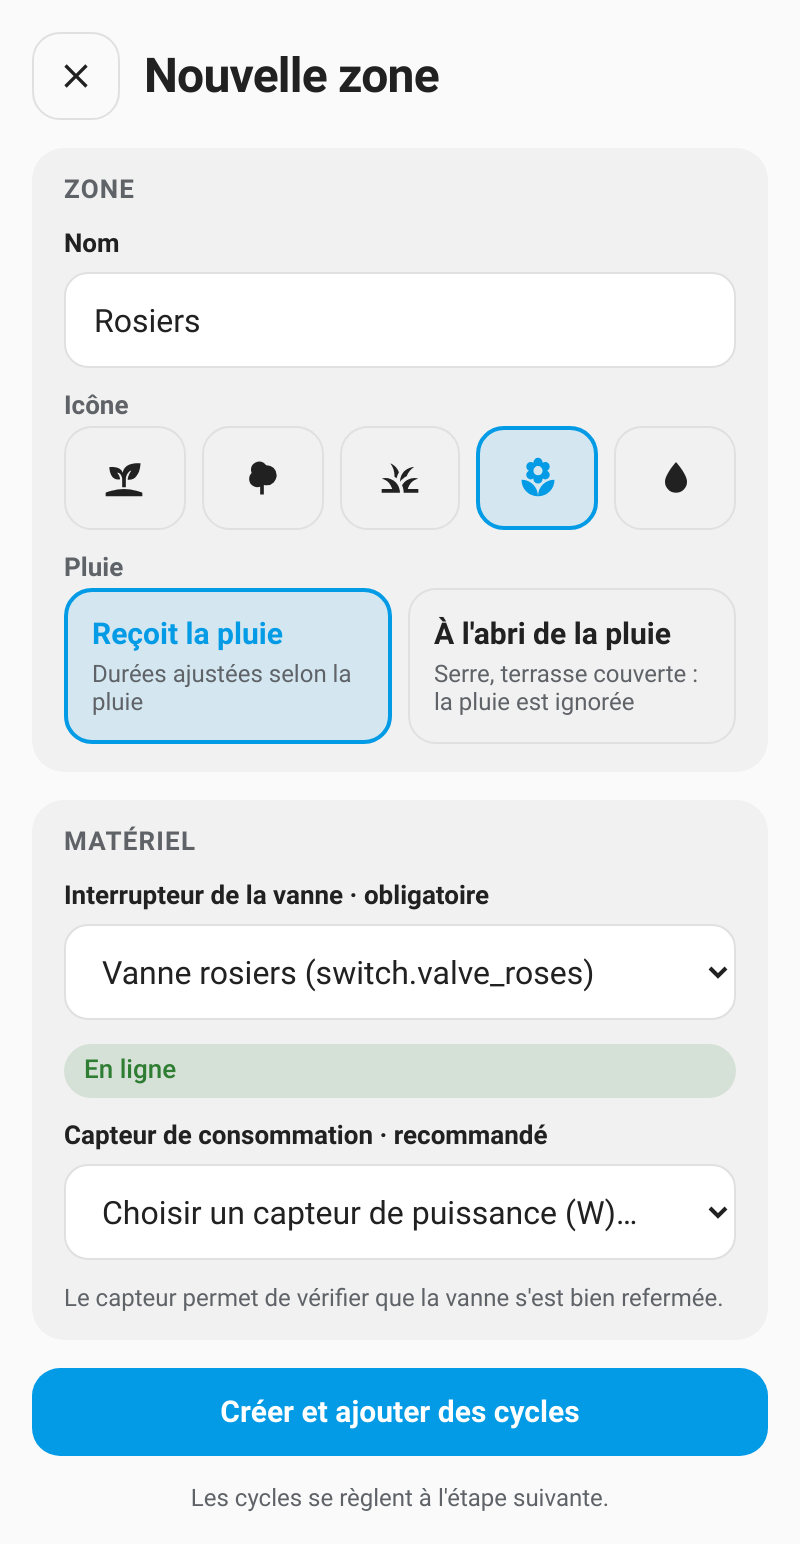 Nouvelle zone
ZONE
Nom
Rosiers
Icône
Pluie
Reçoit la pluie
Durées ajustées selon la
pluie
À l'abri de la pluie
Serre, terrasse couverte :
la pluie est ignorée
MATÉRIEL
Interrupteur de la vanne · obligatoire
Vanne rosiers (switch.valve_roses)
En ligne
Capteur de consommation · recommandé
Choisir un capteur de puissance (W)…
Le capteur permet de vérifier que la vanne s'est bien refermée.
Créer et ajouter des cycles
Les cycles se règlent à l'étape suivante.